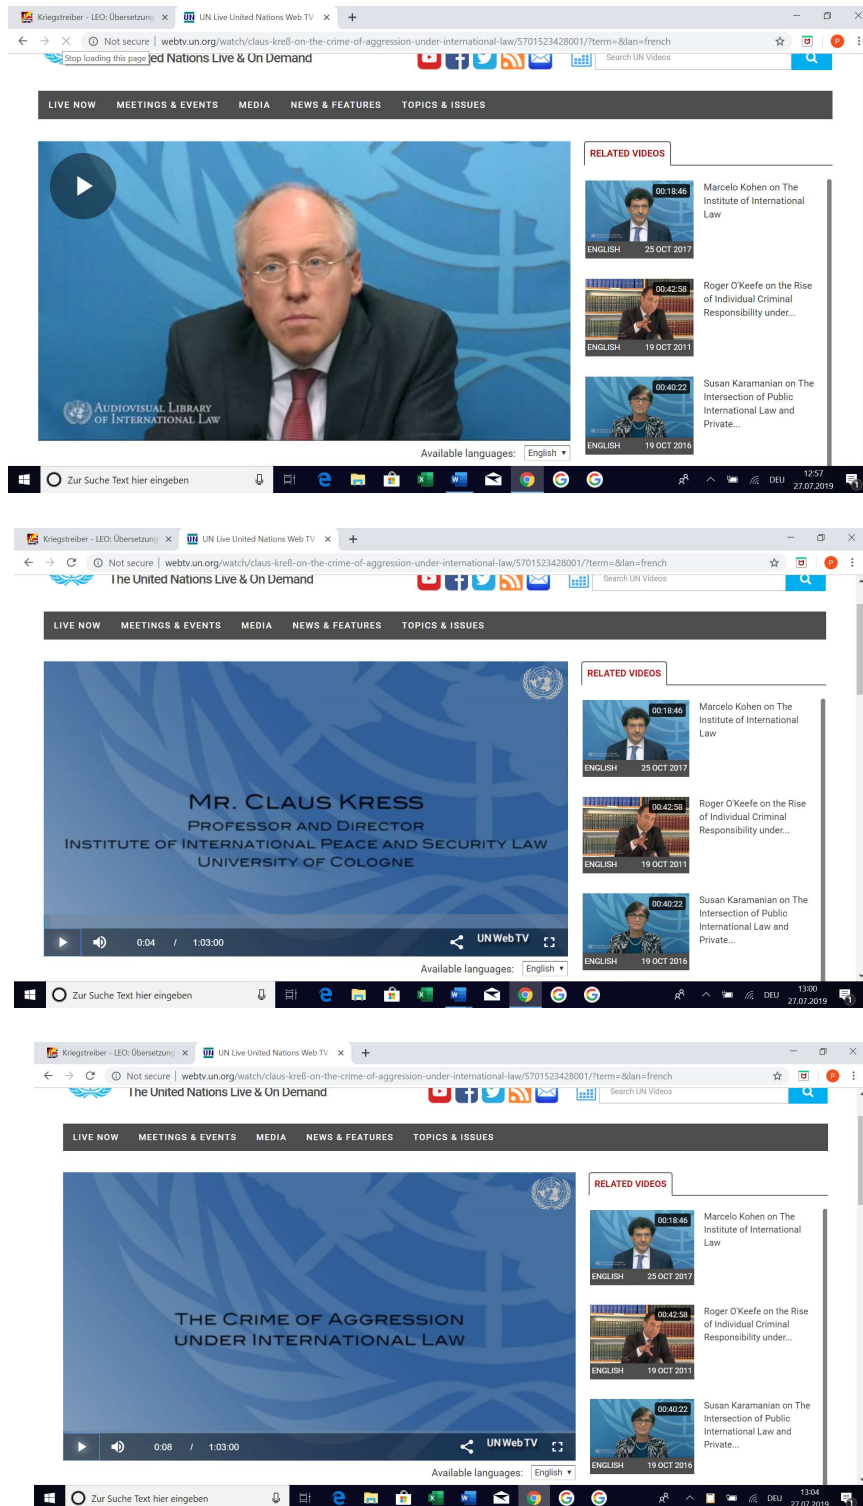 Kriegstreiber - LEO: Übersetzung
UN Live United Nations Web TV
Not secure | webtv.un.org/watch/claus-kreß-on-the-crime-of-aggression-under-international-law/5701523428001/?term=&lan=french
Stop loading this page
ed Nations Live & On Demand
Search UN Videos
LIVE NOW MEETINGS & EVENTS MEDIA NEWS & FEATURES TOPICS & ISSUES
RELATED VIDEOS
00:18:46
Marcelo Kohen on The
Institute of International
Law
ENGLISH 25 OCT 2017
00:42:58
Roger O'Keefe on the Rise
of Individual Criminal
Responsibility under...
ENGLISH 19 OCT 2011
00:40:22
Susan Karamanian on The
Intersection of Public
International Law and
Private...
ENGLISH 19 OCT 2016
AUDIOVISUAL LIBRARY
OF INTERNATIONAL LAW
Available languages: English
Zur Suche Text hier eingeben
DEU
12:57
27.07.2019
Kriegstreiber - LEO: Übersetzung
UN Live United Nations Web TV
Not secure | webtv.un.org/watch/claus-kreß-on-the-crime-of-aggression-under-international-law/5701523428001/?term=&lan=french
The United Nations Live & On Demand
Search UN Videos
LIVE NOW MEETINGS & EVENTS MEDIA NEWS & FEATURES TOPICS & ISSUES
MR. CLAUS KRESS
PROFESSOR AND DIRECTOR
INSTITUTE OF INTERNATIONAL PEACE AND SECURITY LAW
UNIVERSITY OF COLOGNE
0:04 / 1:03:00
UN Web TV
RELATED VIDEOS
00:18:46
Marcelo Kohen on The
Institute of International
Law
ENGLISH 25 OCT 2017
00:42:58
Roger O'Keefe on the Rise
of Individual Criminal
Responsibility under...
ENGLISH 19 OCT 2011
00:40:22
Susan Karamanian on The
Intersection of Public
International Law and
Private...
ENGLISH 19 OCT 2016
Available languages: English
Zur Suche Text hier eingeben
DEU
13:00
27.07.2019
Kriegstreiber - LEO: Übersetzung
UN Live United Nations Web TV
Not secure | webtv.un.org/watch/claus-kreß-on-the-crime-of-aggression-under-international-law/5701523428001/?term=&lan=french
The United Nations Live & On Demand
Search UN Videos
LIVE NOW MEETINGS & EVENTS MEDIA NEWS & FEATURES TOPICS & ISSUES
THE CRIME OF AGGRESSION
UNDER INTERNATIONAL LAW
0:08 / 1:03:00
UN Web TV
RELATED VIDEOS
00:18:46
Marcelo Kohen on The
Institute of International
Law
ENGLISH 25 OCT 2017
00:42:58
Roger O'Keefe on the Rise
of Individual Criminal
Responsibility under...
ENGLISH 19 OCT 2011
00:40:22
Susan Karamanian on The
Intersection of Public
International Law and
Private...
ENGLISH 19 OCT 2016
Available languages: English
Zur Suche Text hier eingeben
DEU
13:04
27.07.2019